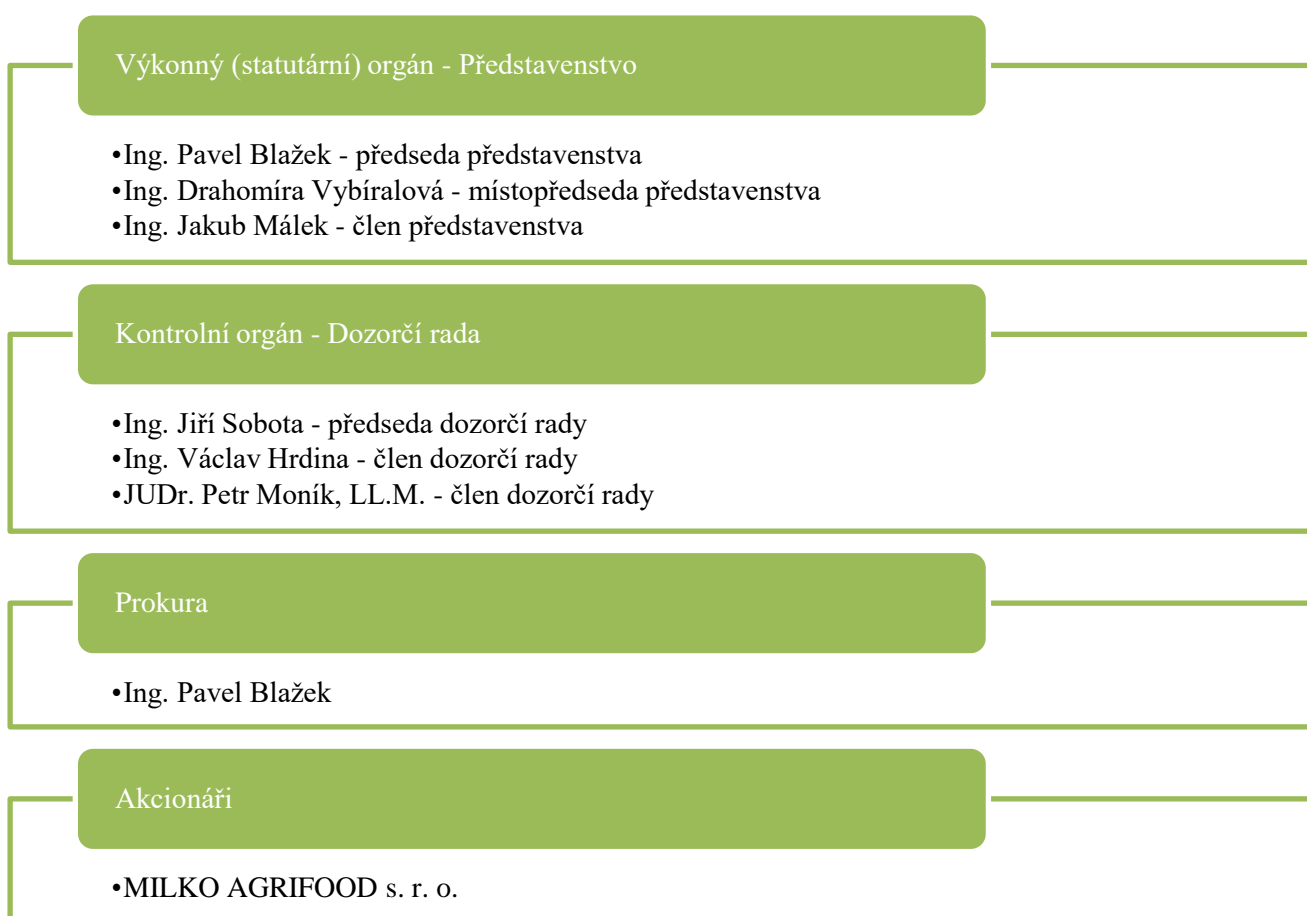 Výkonný (statutární) orgán - Představenstvo
•Ing. Pavel Blažek - předseda představenstva
•Ing. Drahomíra Vybíralová - místopředseda představenstva
•Ing. Jakub Málek - člen představenstva
Kontrolní orgán - Dozorčí rada
•Ing. Jiří Sobota - předseda dozorčí rady
•Ing. Václav Hrdina - člen dozorčí rady
•JUDr. Petr Moník, LL.M. - člen dozorčí rady
Prokura
•Ing. Pavel Blažek
Akcionáři
•MILKO AGRIFOOD s. r. o.